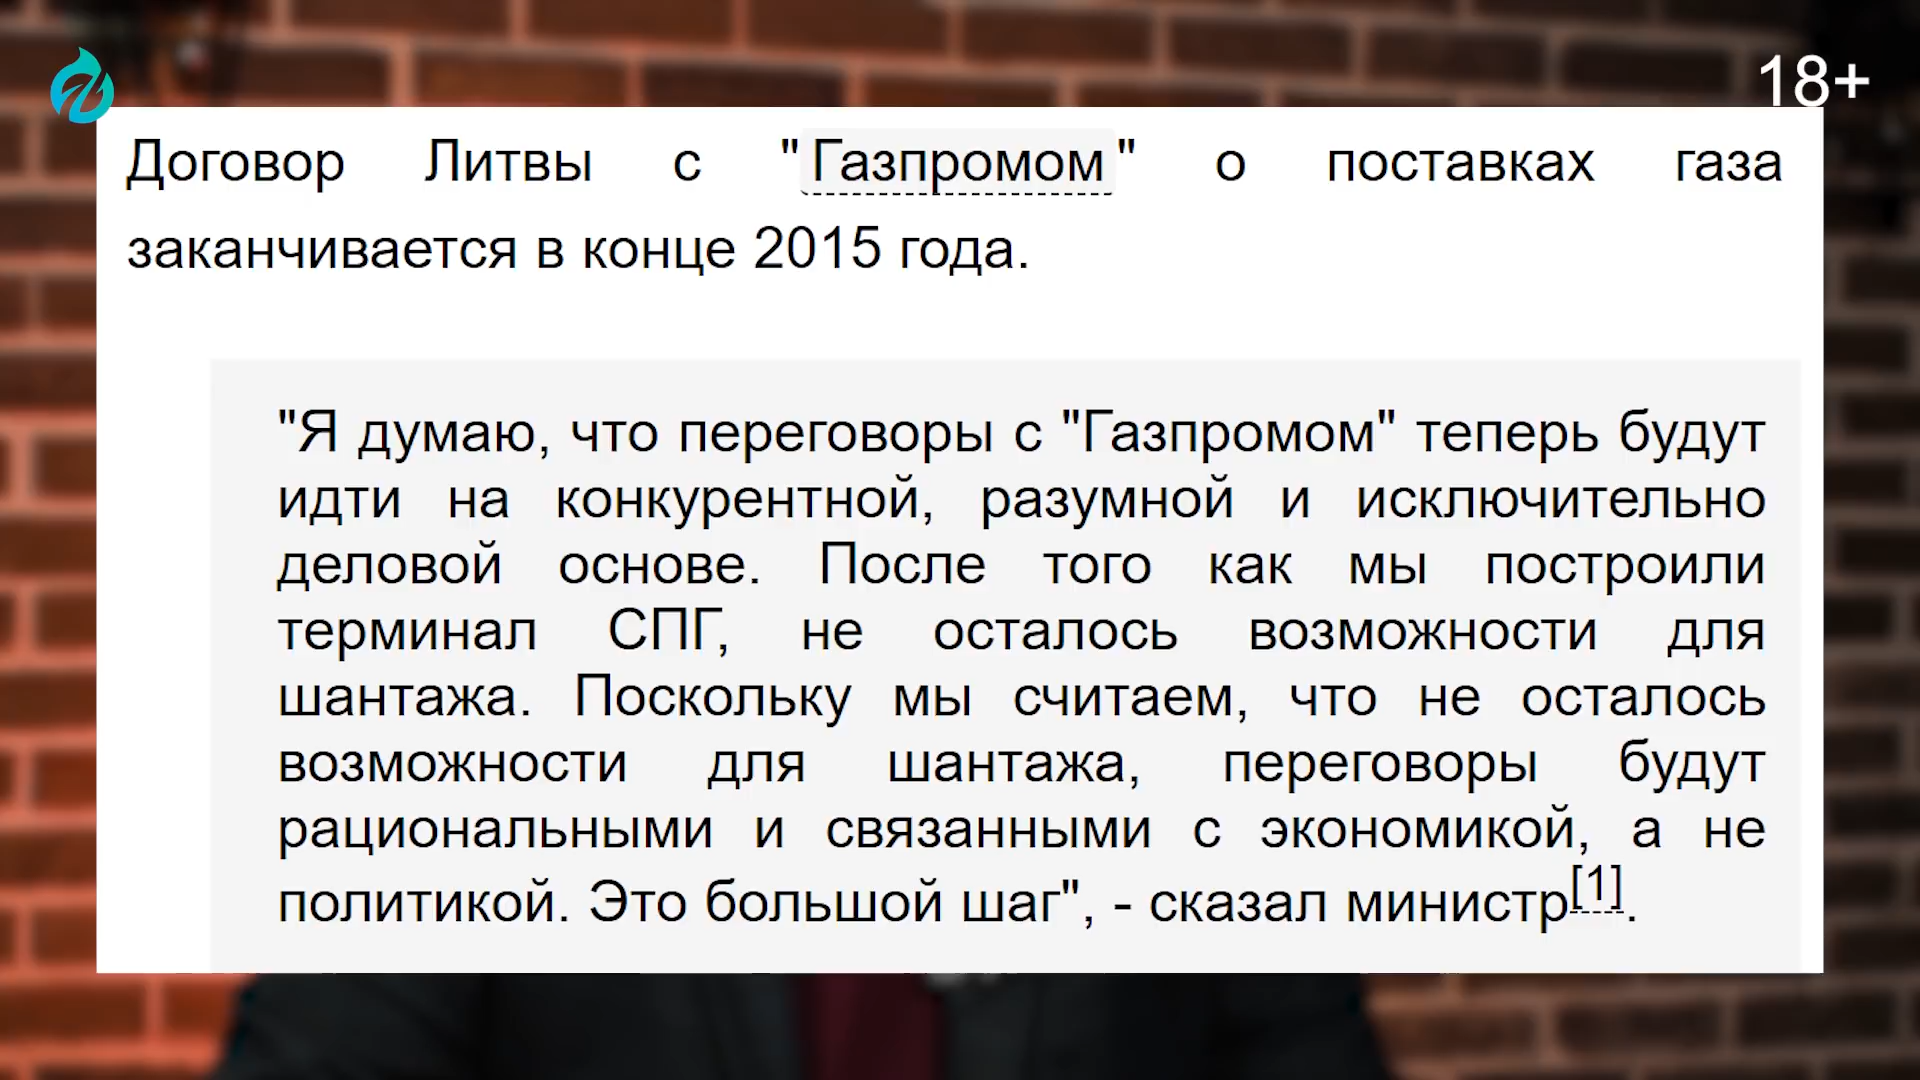 18+
Договор Литвы с "Газпромом" о поставках газа
заканчивается в конце 2015 года.
"Я думаю, что переговоры с "Газпромом" теперь будут
идти на конкурентной, разумной и исключительно
деловой основе. После того как мы построили
терминал СПГ, не осталось возможности для
шантажа. Поскольку мы считаем, что не осталось
возможности для шантажа, переговоры будут
рациональными и связанными с экономикой, а не
политикой. Это большой шаг", - сказал министр[1].